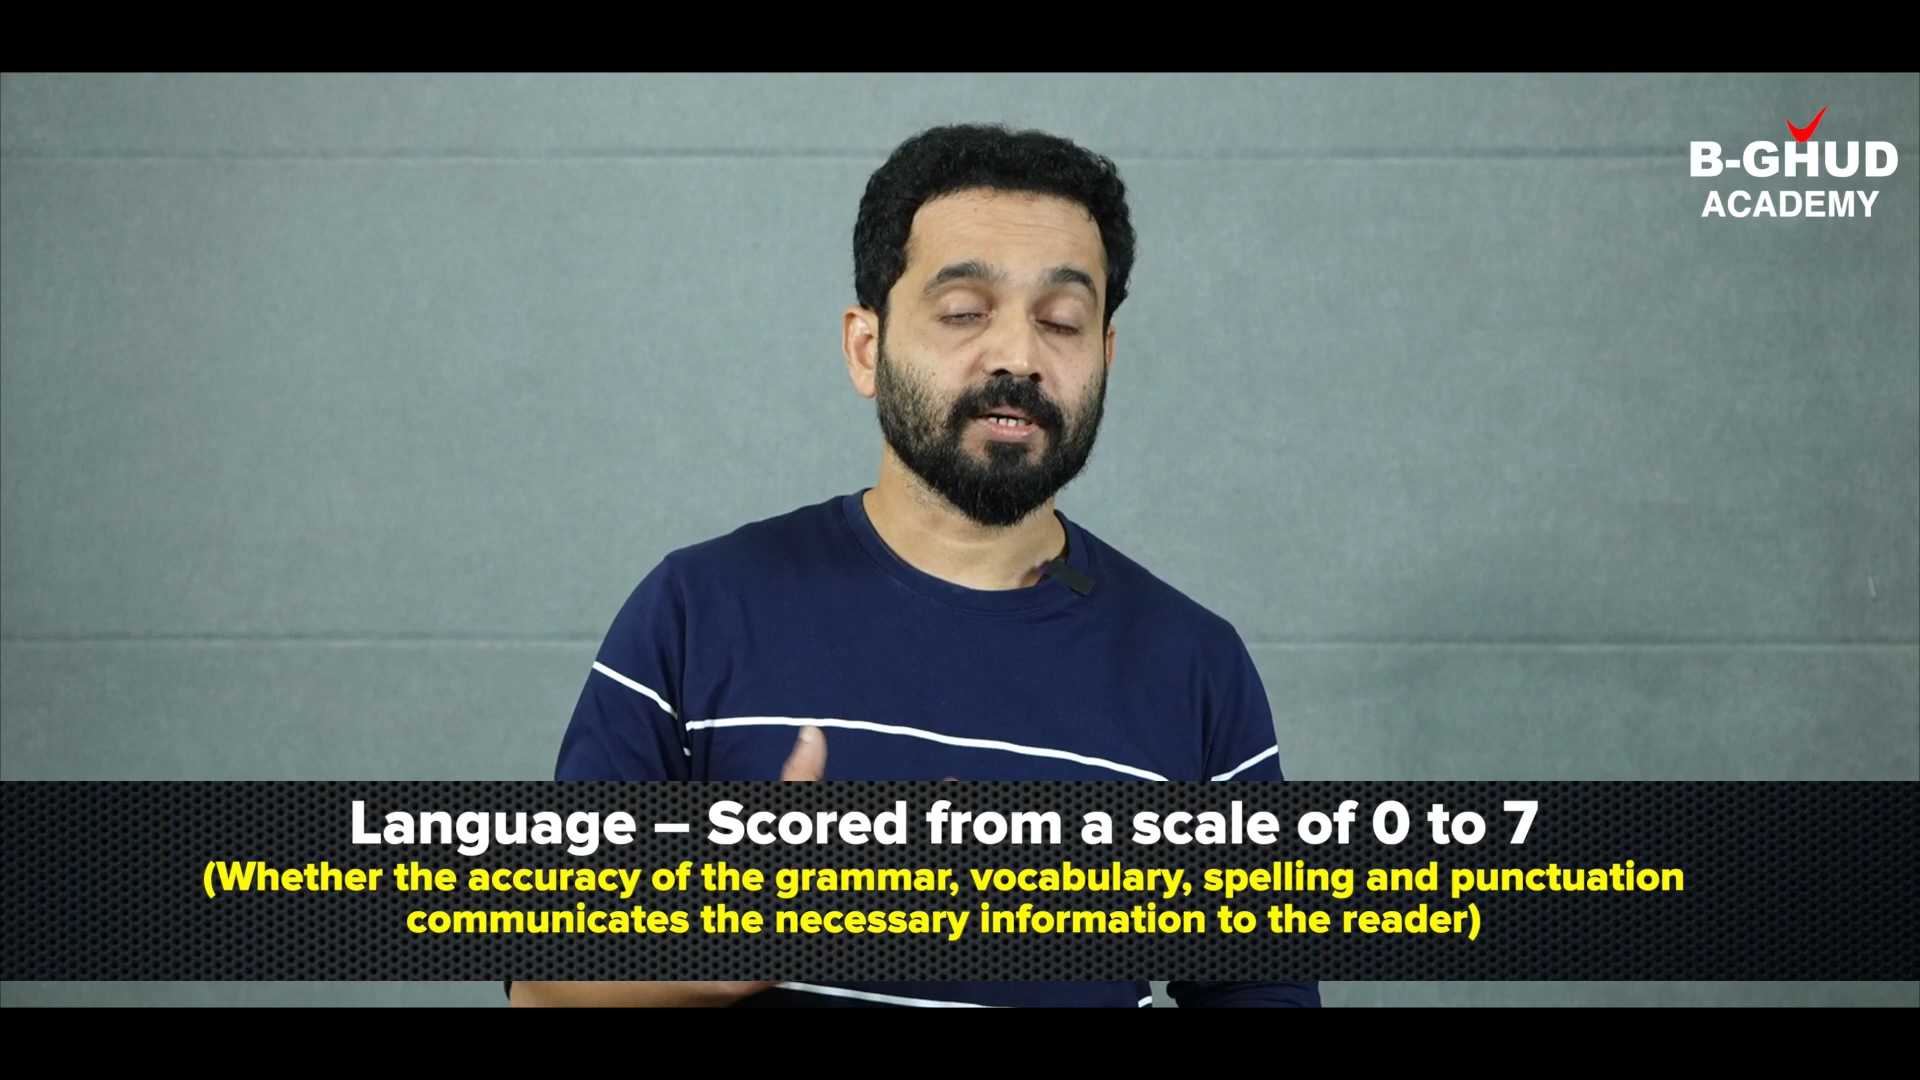 B-GHUD
ACADEMY
Language – Scored from a scale of 0 to 7
(Whether the accuracy of the grammar, vocabulary, spelling and punctuation
communicates the necessary information to the reader)